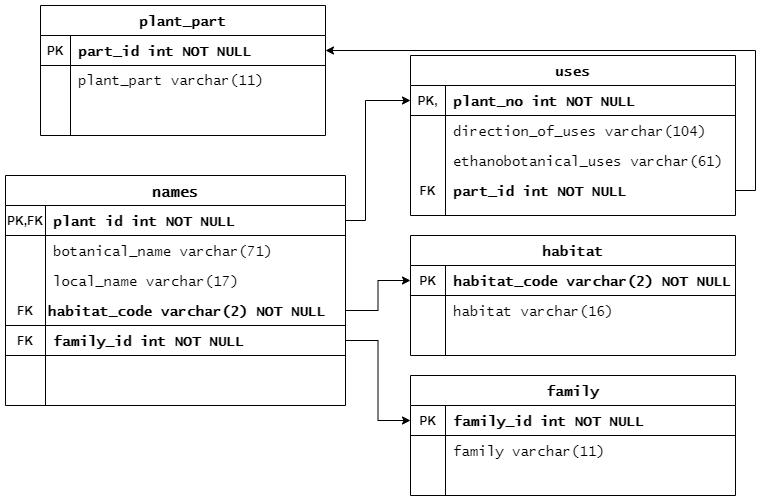 plant_part
PK part_id int NOT NULL
plant_part varchar(11)
uses
PK, plant_no int NOT NULL
direction_of_uses varchar(104)
ethanobotanical_uses varchar(61)
FK part_id int NOT NULL
names
PK,FK plant id int NOT NULL
botanical_name varchar(71)
local_name varchar(17)
FK habitat_code varchar(2) NOT NULL
FK family_id int NOT NULL
habitat
PK habitat_code varchar(2) NOT NULL
habitat varchar(16)
family
PK family_id int NOT NULL
family varchar(11)